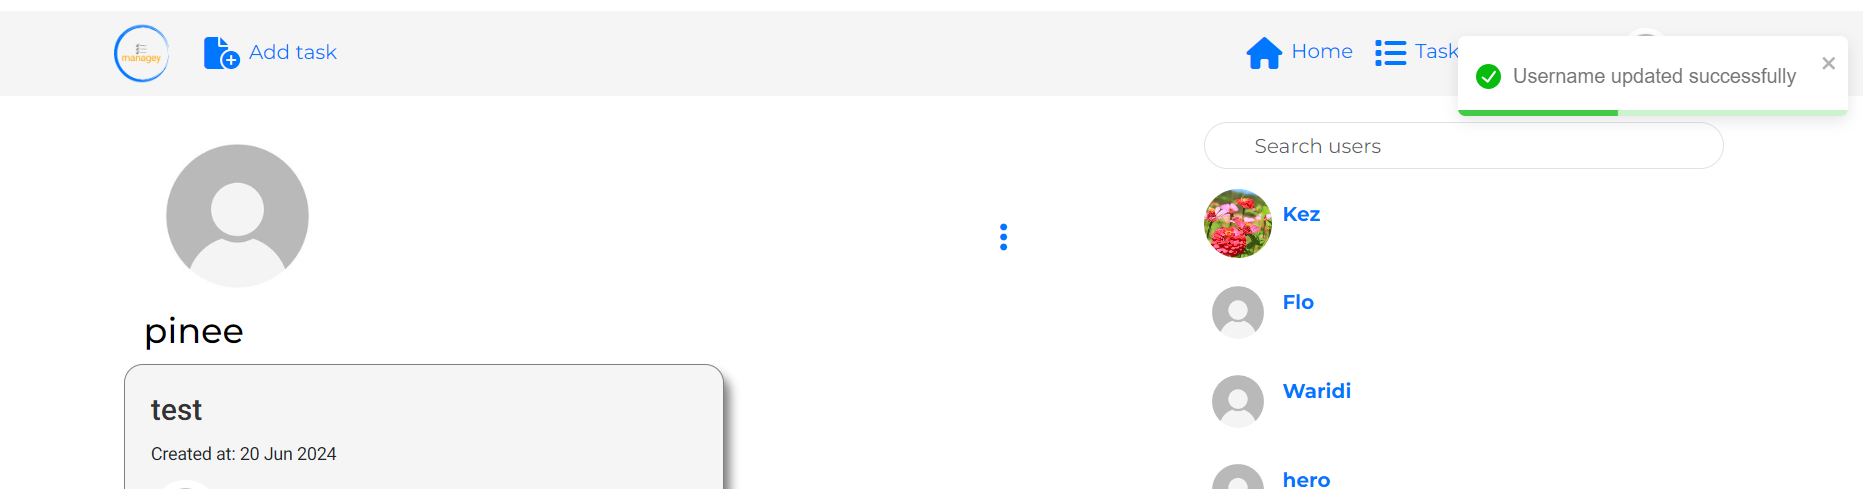 managey
Add task
Home
Task
Username updated successfully
Search users
Kez
pinee
Flo
test
Waridi
Created at: 20 Jun 2024
hero